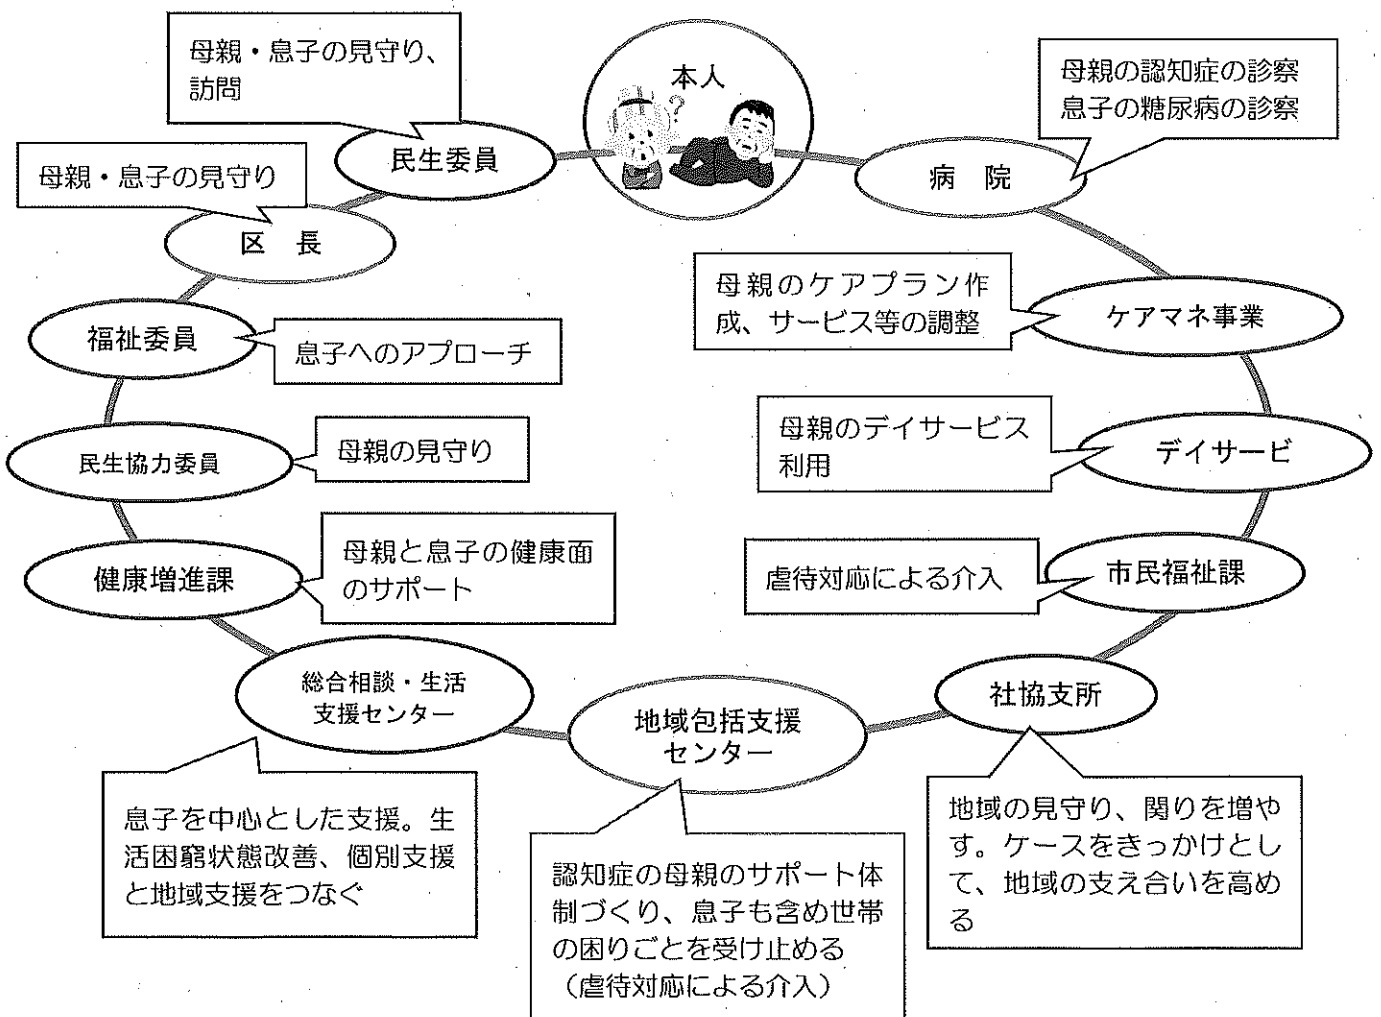 母親・息子の見守り、
訪問
本人
?
母親の認知症の診察
息子の糖尿病の診察
民生委員
病　院
母親・息子の見守り
区　長
母親のケアプラン作
成、サービス等の調整
ケアマネ事業
福祉委員
息子へのアプローチ
母親のデイサービス
利用
デイサービ
民生協力委員
母親の見守り
健康増進課
母親と息子の健康面
のサポート
虐待対応による介入
市民福祉課
総合相談・生活
支援センター
地域包括支援
センター
社協支所
息子を中心とした支援。生
活困窮状態改善、個別支援
と地域支援をつなぐ
認知症の母親のサポート体
制づくり、息子も含め世帯
の困りごとを受け止める
（虐待対応による介入）
地域の見守り、関りを増や
す。ケースをきっかけとし
て、地域の支え合いを高め
る